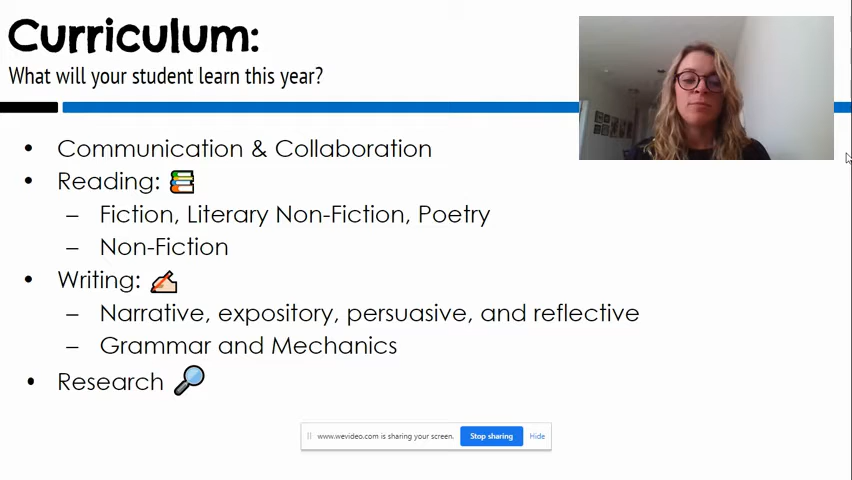 Curriculum:
What will your student learn this year?
• Communication & Collaboration
• Reading:
– Fiction, Literary Non-Fiction, Poetry
– Non-Fiction
• Writing:
– Narrative, expository, persuasive, and reflective
– Grammar and Mechanics
• Research
www.wevideo.com is sharing your screen. Stop sharing Hide